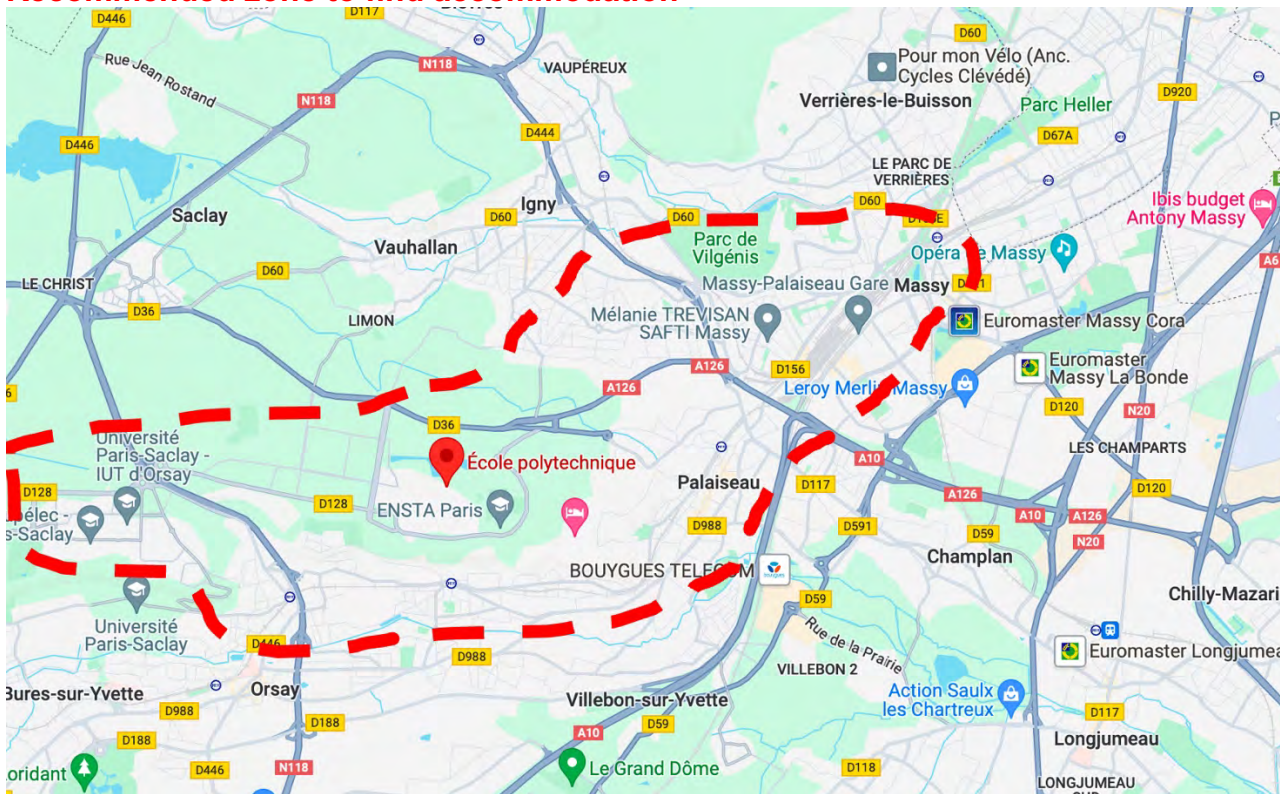 Recommended zone to find accommodation
D446
D117
D60
Rue Jean Rostand
N118
VAUPÉREUX
Pour mon Vélo (Anc.
Cycles Clévédé)
Verrières-le-Buisson
D920
Parc Heller
N118
D446
D444
D67A
LE PARC DE
VERRIÈRES
Ibis budget
Antony Massy
Saclay
Igny
D60
D60
D60
Vauhallan
Parc de
Vilgénis
Opéra de Massy
D60
LE CHRIST
Massy-Palaiseau Gare
Massy
D36
LIMON
Mélanie TREVISAN
SAFTI Massy
Euromaster Massy Cora
A126
A126
D156
Leroy Merlin Massy
Euromaster
Massy La Bonde
D120
N20
D36
Université
Paris-Saclay -
IUT d'Orsay
École polytechnique
LES CHAMPARTS
A10
D128
D128
ENSTA Paris
Palaiseau
D117
A126
D120
D988
D591
A10
A126
D59
N20
Champlan
BOUYGUES TELECOM
D59
Chilly-Mazari
Université
Paris-Saclay
D446
D988
Rue de la Prairie
Euromaster Longjumea
Bures-sur-Yvette
Orsay
VILLEBON 2
Villebon-sur-Yvette
Action Saulx
les Chartreux
D988
D188
D59
D117
D188
A10
Longjumeau
D446
N118
Le Grand Dôme
D118
LONGJUMEAU